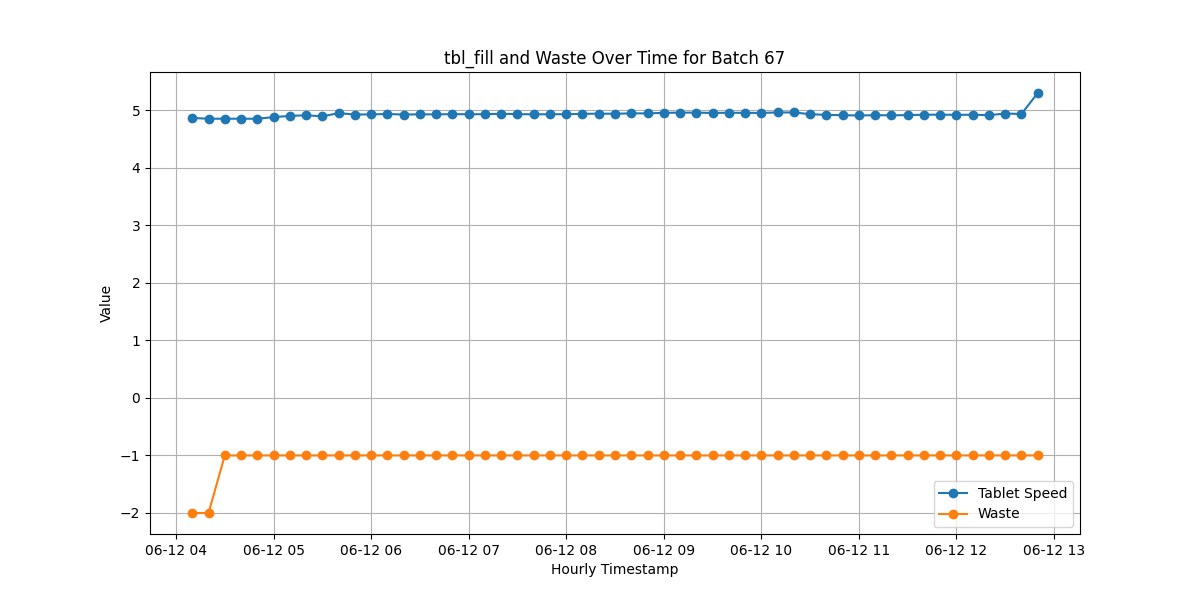 tbl_fill and Waste Over Time for Batch 67
Value
5
4
3
2
1
0
−1
−2
Tablet Speed
Waste
06-12 04 06-12 05 06-12 06 06-12 07 06-12 08 06-12 09 06-12 10 06-12 11 06-12 12 06-12 13
Hourly Timestamp